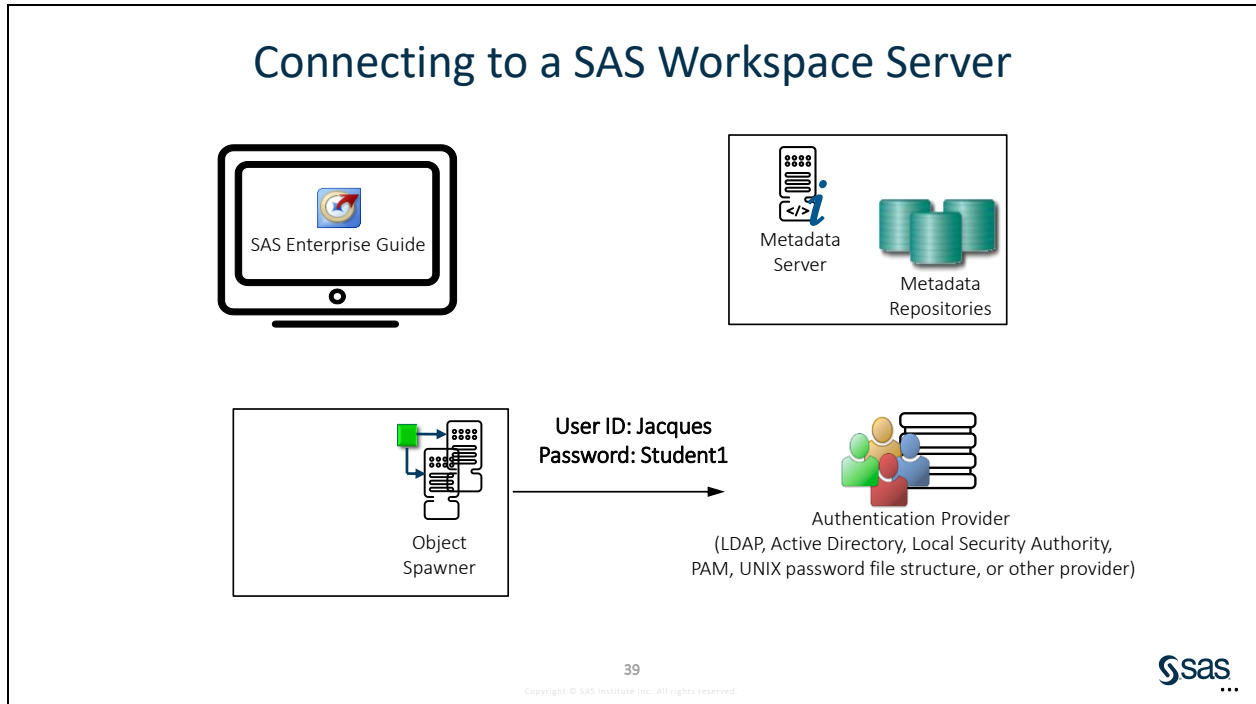 Connecting to a SAS Workspace Server
SAS Enterprise Guide
</>
i
Metadata
Server
Metadata
Repositories
User ID: Jacques
Password: Student1
Object
Spawner
Authentication Provider
(LDAP, Active Directory, Local Security Authority,
PAM, UNIX password file structure, or other provider)
39
Copyright © SAS Institute Inc. All rights reserved.
sas
...